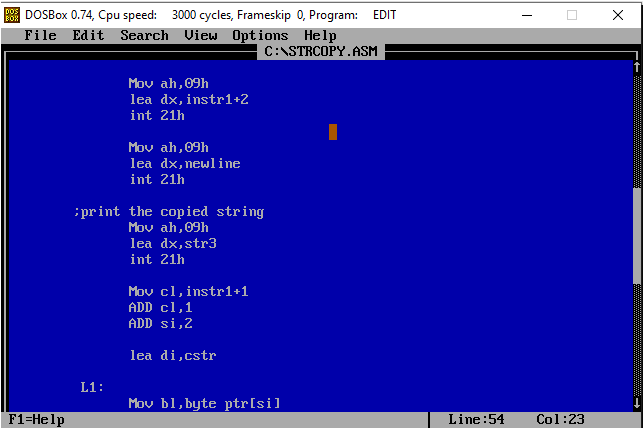 DOSBox 0.74, Cpu speed: 3000 cycles, Frameskip 0, Program: EDIT
File Edit Search View Options Help
C:\STRCOPY.ASM
Mov ah,09h
lea dx,instr1+2
int 21h
Mov ah,09h
lea dx,newline
int 21h
;print the copied string
Mov ah,09h
lea dx,str3
int 21h
Mov cl,instr1+1
ADD cl,1
ADD si,2
lea di,cstr
L1:
Mov bl,byte ptr[si]
F1=Help Line:54 Col:23